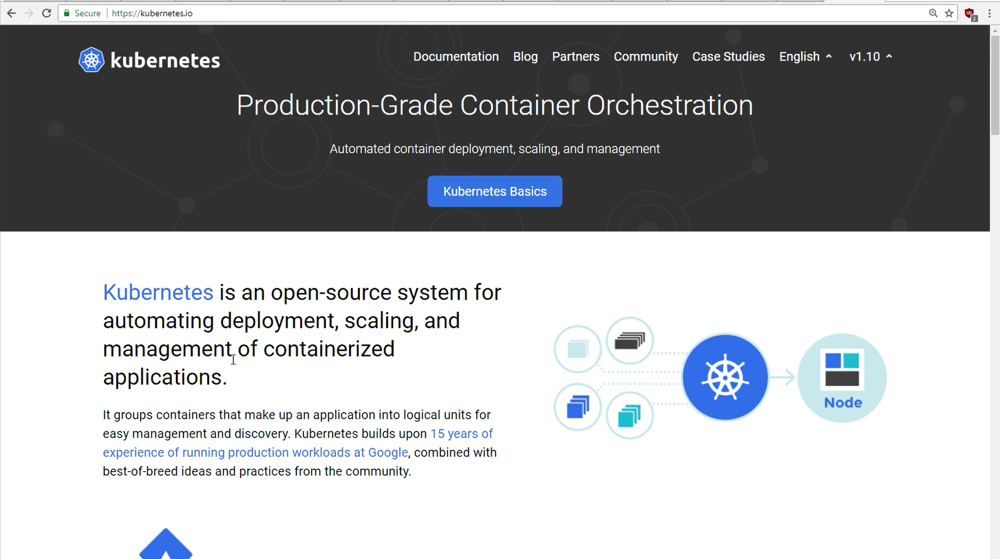 Secure https://kubernetes.io
2
kubernetes
Documentation Blog Partners Community Case Studies English v1.10
Production-Grade Container Orchestration
Automated container deployment, scaling, and management
Kubernetes Basics
Kubernetes is an open-source system for
automating deployment, scaling, and
management of containerized
applications.
It groups containers that make up an application into logical units for
easy management and discovery. Kubernetes builds upon 15 years of
experience of running production workloads at Google, combined with
best-of-breed ideas and practices from the community.
Node